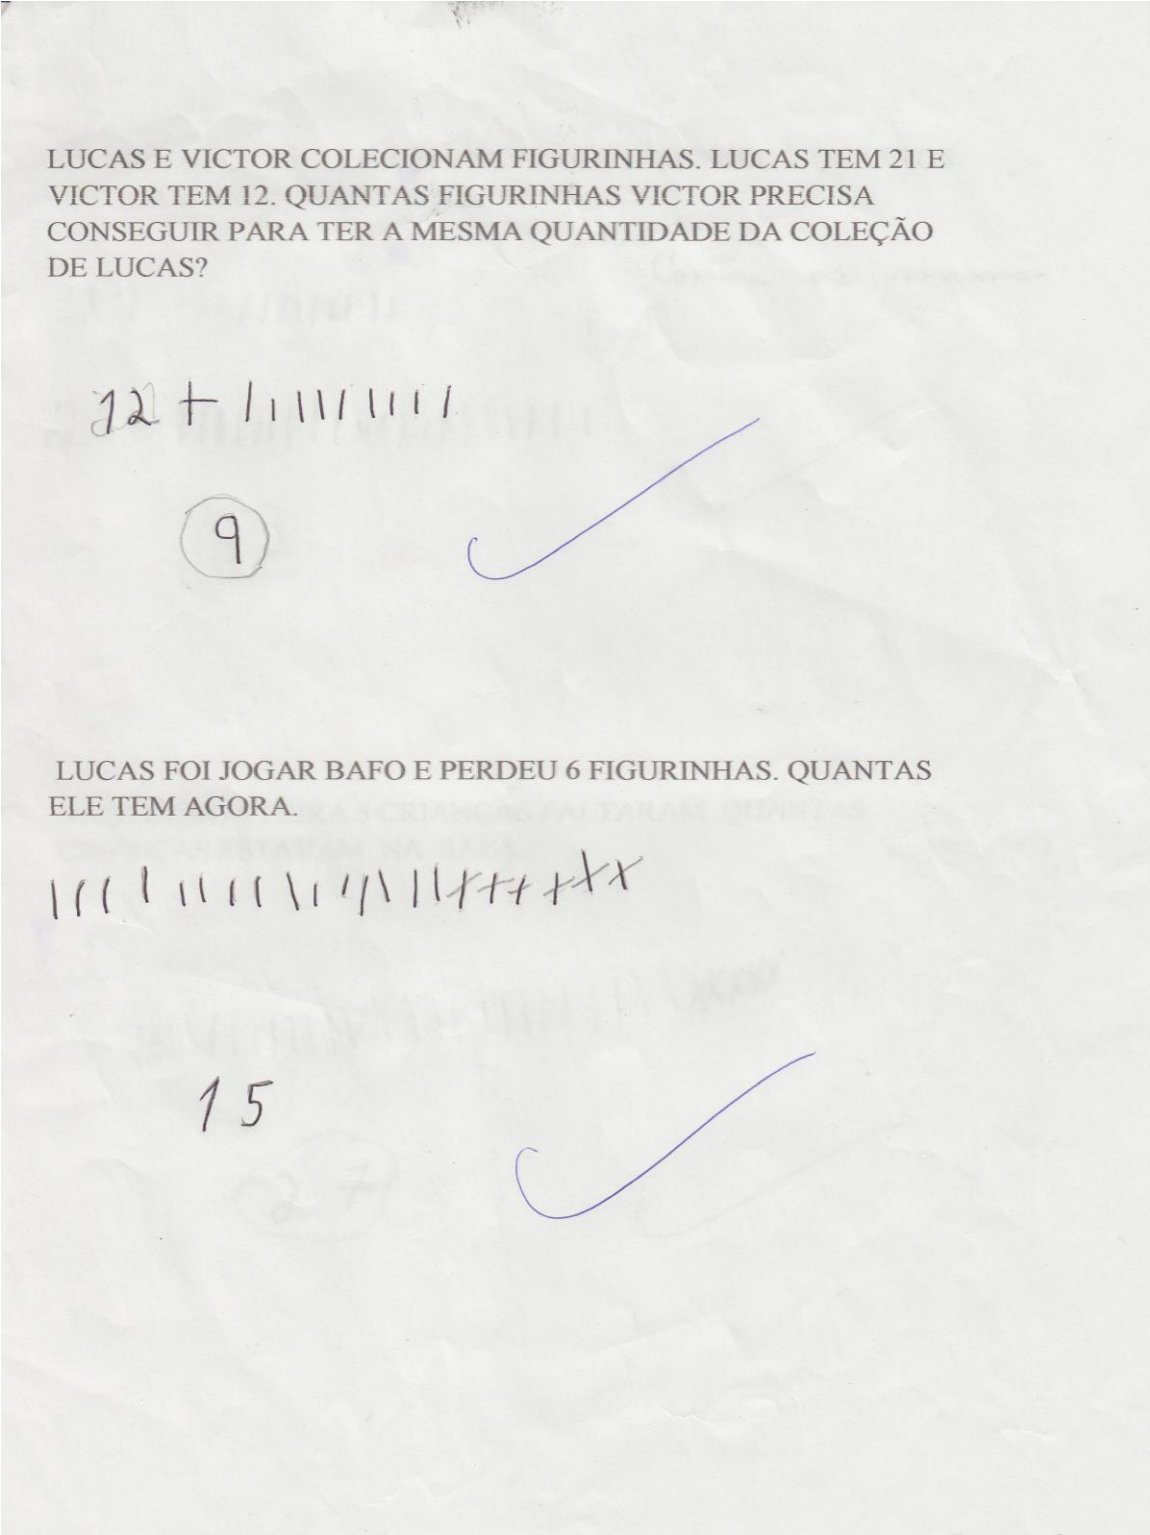 LUCAS E VICTOR COLECIONAM FIGURINHAS. LUCAS TEM 21 E
VICTOR TEM 12. QUANTAS FIGURINHAS VICTOR PRECISA
CONSEGUIR PARA TER A MESMA QUANTIDADE DA COLEÇÃO
DE LUCAS?
12 + | | | | | | | | |
9
LUCAS FOI JOGAR BAFO E PERDEU 6 FIGURINHAS. QUANTAS
ELE TEM AGORA.
| | | | | | | | | | | | | | | x x x x x x
15